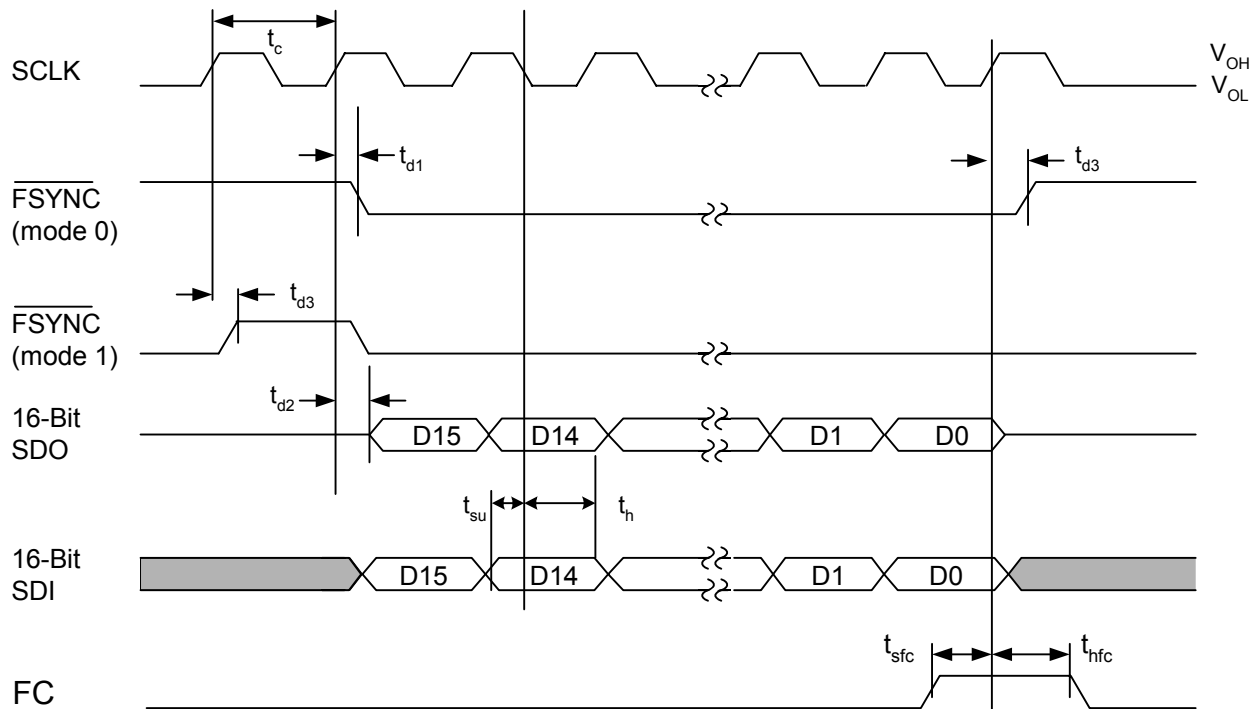 t_c
SCLK
V_OH
V_OL
t_d1
t_d3
FSYNC
(mode 0)
t_d3
FSYNC
(mode 1)
t_d2
16-Bit
SDO
D15
D14
D1
D0
t_su
t_h
16-Bit
SDI
D15
D14
D1
D0
t_sfc
t_hfc
FC